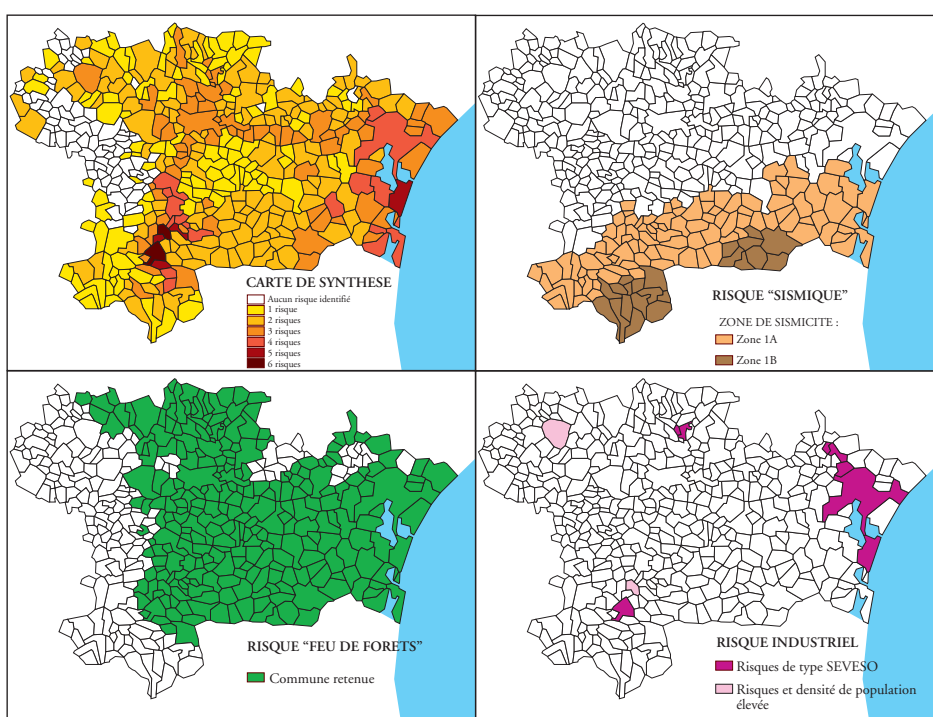 CARTE DE SYNTHESE
Aucun risque identifié
1 risque
2 risques
3 risques
4 risques
5 risques
6 risques
RISQUE “SISMIQUE”
ZONE DE SISMICITE :
Zone 1A
Zone 1B
RISQUE “FEU DE FORETS”
Commune retenue
RISQUE INDUSTRIEL
Risques de type SEVESO
Risques et densité de population
élevée